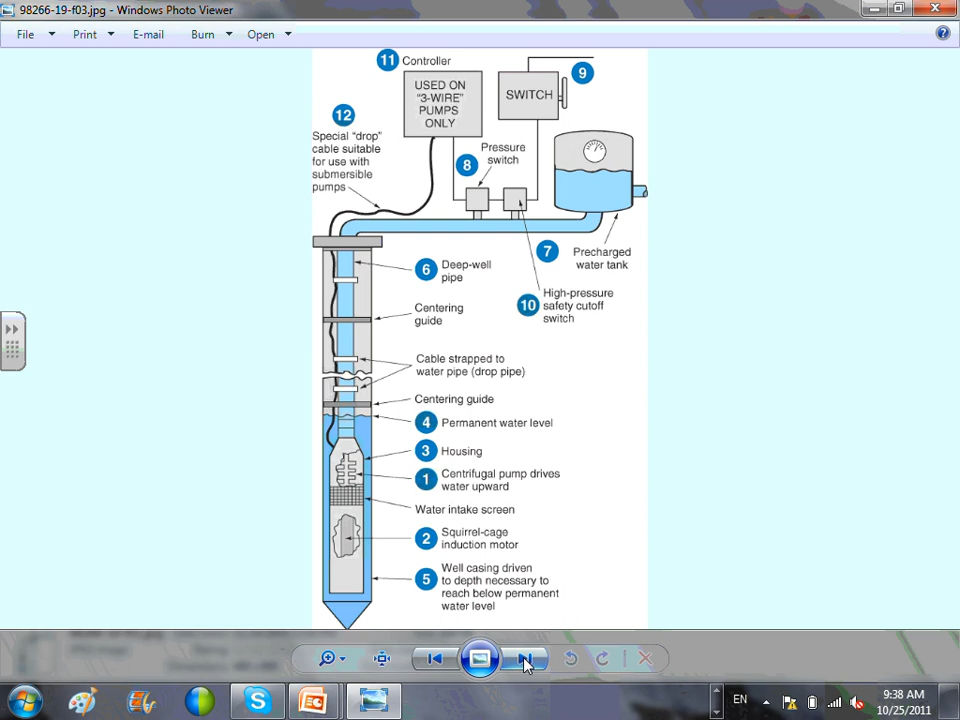 98266-19-f03.jpg - Windows Photo Viewer
File Print E-mail Burn Open
11 Controller
USED ON
"3-WIRE"
PUMPS
ONLY
SWITCH
9
12
Special "drop"
cable suitable
for use with
submersible
pumps
8
Pressure
switch
7
Precharged
water tank
6
Deep-well
pipe
10
High-pressure
safety cutoff
switch
Centering
guide
Cable strapped to
water pipe (drop pipe)
Centering guide
4 Permanent water level
3 Housing
1
Centrifugal pump drives
water upward
Water intake screen
2
Squirrel-cage
induction motor
5
Well casing driven
to depth necessary to
reach below permanent
water level
EN
9:38 AM
10/25/2011